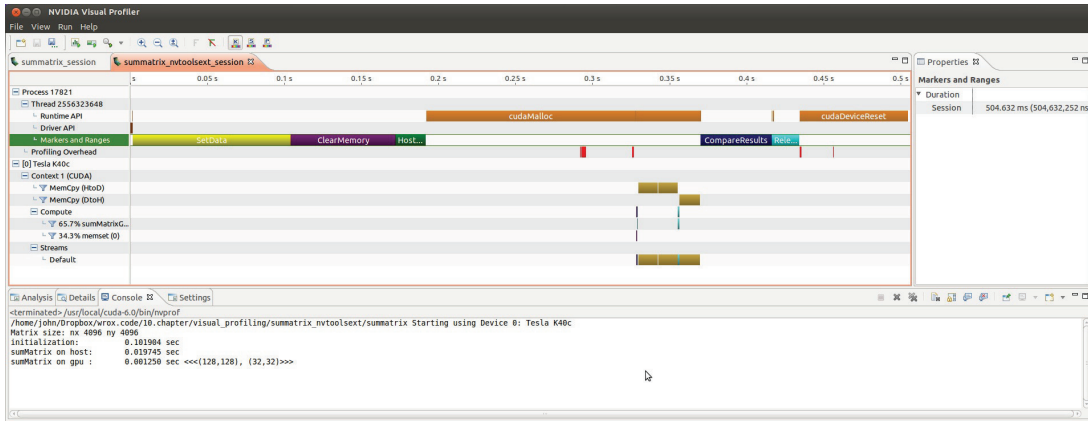 NVIDIA Visual Profiler
File View Run Help
summatrix_session summatrix_nvtoolsext_session
Properties
s 0.05 s 0.1 s 0.15 s 0.2 s 0.25 s 0.3 s 0.35 s 0.4 s 0.45 s 0.5 s
Markers and Ranges
Process 17821
Duration
Thread 2556323648
Session 504.632 ms (504,632,252 ns
Runtime API cudaMalloc cudaDeviceReset
Driver API
Markers and Ranges SetData ClearMemory Host... CompareResults Rele...
Profiling Overhead
[0] Tesla K40c
Context 1 (CUDA)
MemCpy (HtoD)
MemCpy (DtoH)
Compute
65.7% sumMatrixG...
34.3% memset (0)
Streams
Default
Analysis Details Console Settings
<terminated> /usr/local/cuda-6.0/bin/nvprof
/home/john/Dropbox/wrox.code/10.chapter/visual_profiling/summatrix_nvtoolsext/summatrix Starting using Device 0: Tesla K40c
Matrix size: nx 4096 ny 4096
initialization: 0.101904 sec
sumMatrix on host: 0.019745 sec
sumMatrix on gpu : 0.001250 sec <<<(128,128), (32,32)>>>